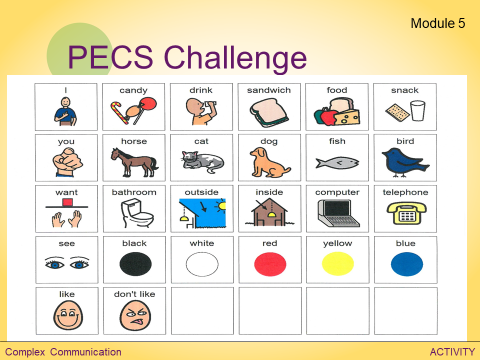 Module 5
PECS Challenge
I candy drink sandwich food snack
you horse cat dog fish bird
want bathroom outside inside computer telephone
see black white red yellow blue
like don't like
Complex Communication ACTIVITY